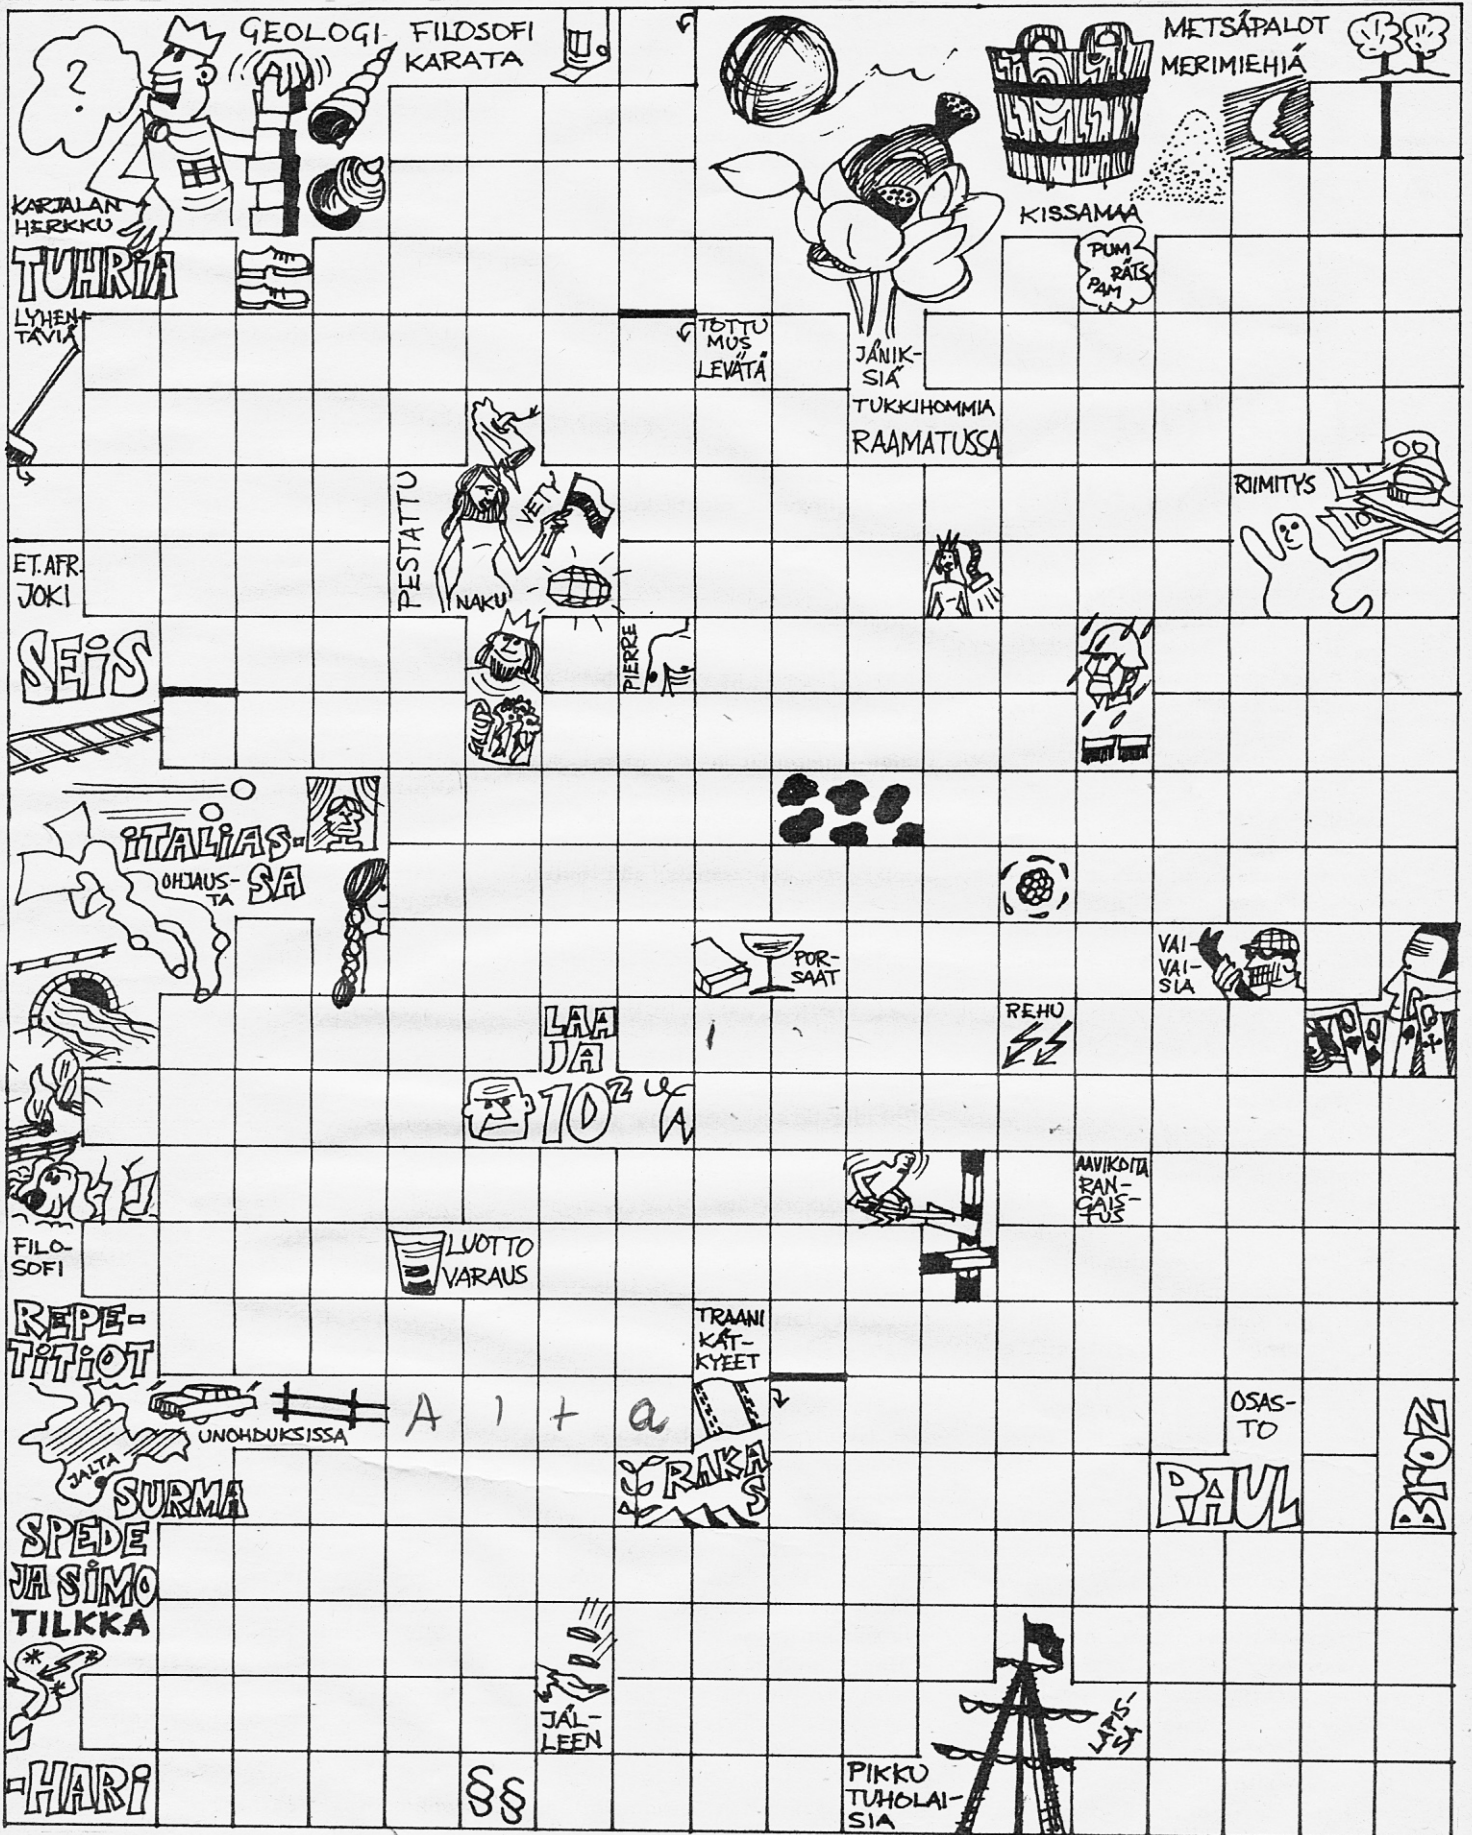 GEOLOGI
FILOSOFI
KARATA
METSÄPALOT
MERIMIEHIÄ
?
KARJALAN
HERKKU
KISSAMAA
TUHRIA
PUM
RÄTS
PAM
LYHEN-
TÄVIÄ
TOTTU
MUS
LEVÄTÄ
JÄNIK-
SIÄ
TUKKIHOMMIA
RAAMATUSSA
PESTATTU
RIIMITYS
ET.AFR.
JOKI
NAKU
SEIS
PIERRE
ITALIAS-
SA
OHJAUS-
TA
POR-
SAAT
VAI-
VAI-
SIA
LAA
JA
REHU
10²
AAVIKOITA
RAN-
GAIS-
TUS
FILO-
SOFI
LUOTTO
VARAUS
REPE-
TITIOT
TRAANI
KÄT-
KYEET
UNOHDUKSISSA
A i t a
OSAS-
TO
BROZ
JALTA
SURMA
RAKA
S
PAUL
SPEDE
JA SIMO
TILKKA
JÄL-
LEEN
-HARI
§§
PIKKU
TUHOLAI-
SIA